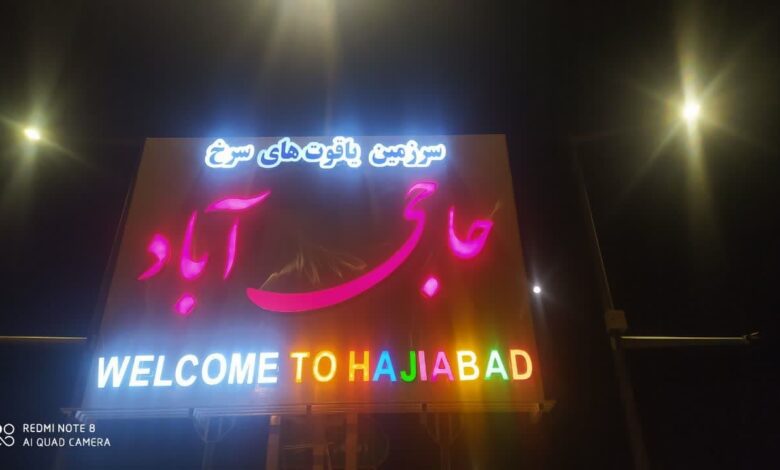 سرزمین یاقوت های سرخ
حاجی آباد
WELCOME TO HAJIABAD
REDMI NOTE 8
AI QUAD CAMERA